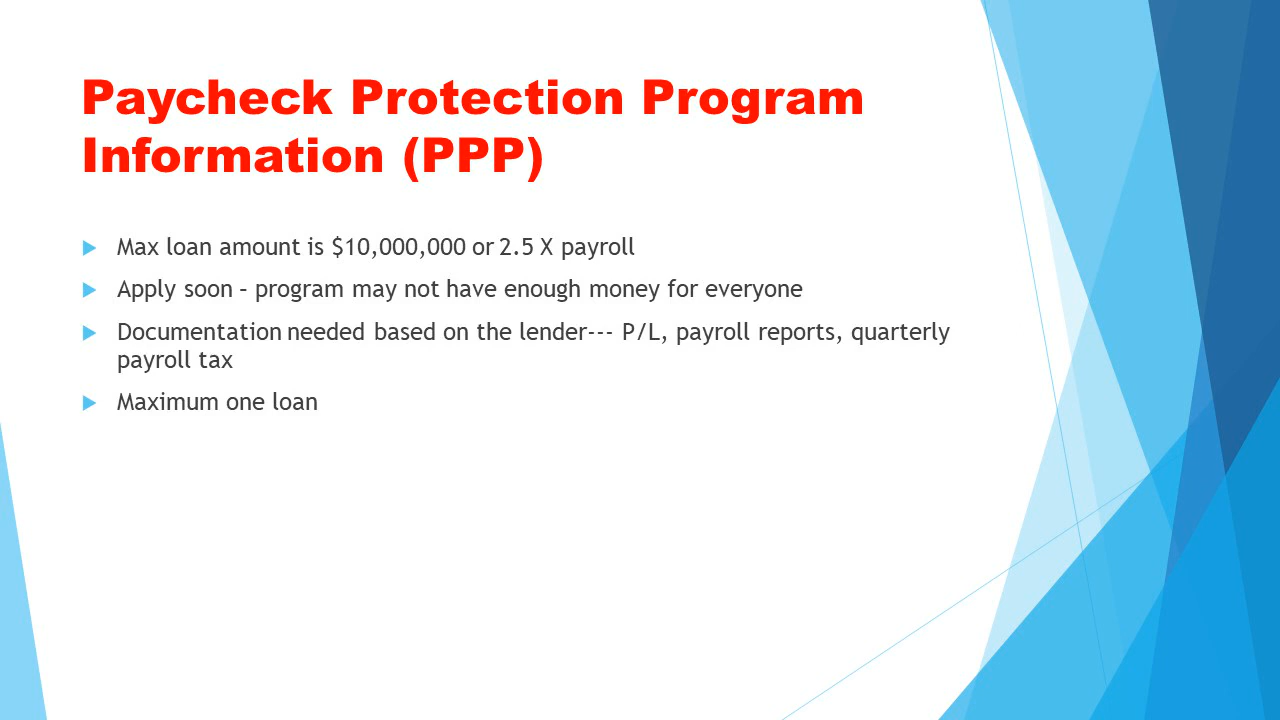 Paycheck Protection Program
Information (PPP)
Max loan amount is $10,000,000 or 2.5 X payroll
Apply soon – program may not have enough money for everyone
Documentation needed based on the lender--- P/L, payroll reports, quarterly
payroll tax
Maximum one loan